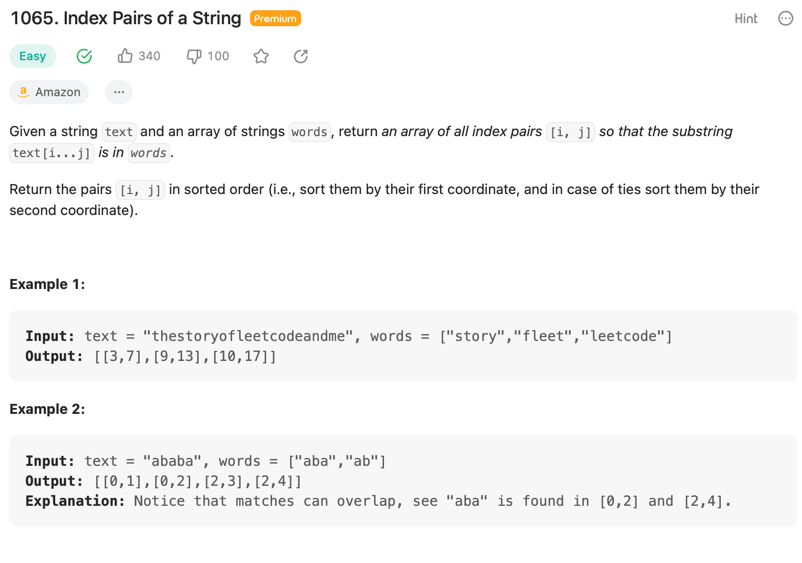 1065. Index Pairs of a String Premium Hint
Easy 340 100
Amazon ...
Given a string text and an array of strings words, return an array of all index pairs [i, j] so that the substring
text[i...j] is in words.
Return the pairs [i, j] in sorted order (i.e., sort them by their first coordinate, and in case of ties sort them by their
second coordinate).
Example 1:
Input: text = "thestoryofleetcodeandme", words = ["story","fleet","leetcode"]
Output: [[3,7],[9,13],[10,17]]
Example 2:
Input: text = "ababa", words = ["aba","ab"]
Output: [[0,1],[0,2],[2,3],[2,4]]
Explanation: Notice that matches can overlap, see "aba" is found in [0,2] and [2,4].